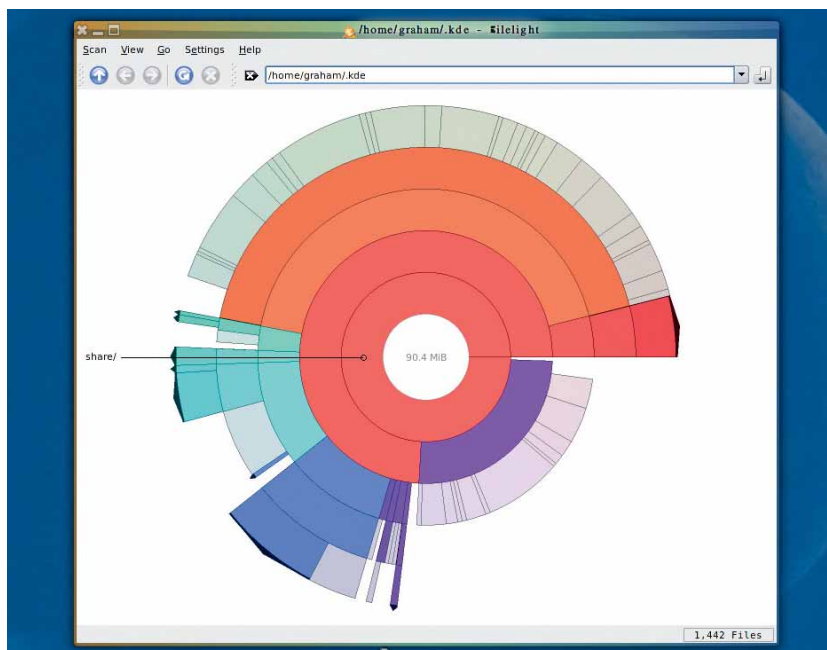 /home/graham/.kde - Filelight
Scan View Go Settings Help
/home/graham/.kde
share/
90.4 MiB
1,442 Files